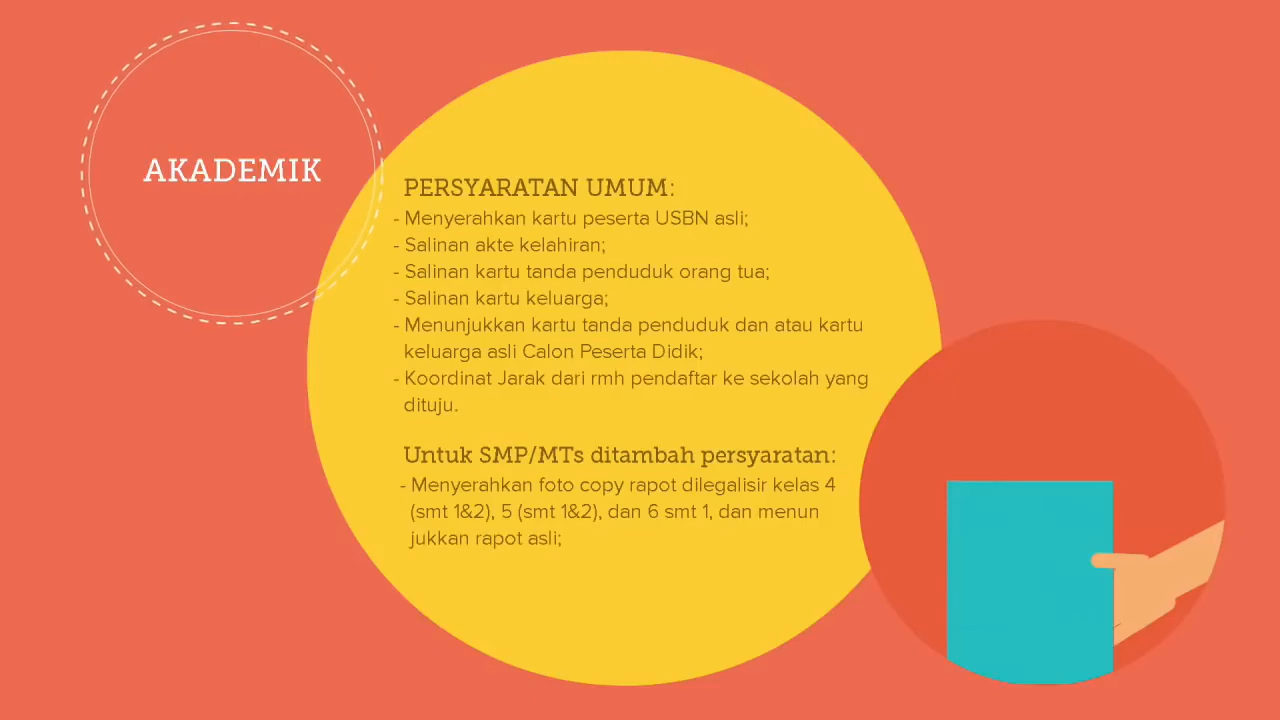 AKADEMIK
PERSYARATAN UMUM:
- Menyerahkan kartu peserta USBN asli;
- Salinan akte kelahiran;
- Salinan kartu tanda penduduk orang tua;
- Salinan kartu keluarga;
- Menunjukkan kartu tanda penduduk dan atau kartu
keluarga asli Calon Peserta Didik;
- Koordinat Jarak dari rmh pendaftar ke sekolah yang
dituju.
Untuk SMP/MTs ditambah persyaratan:
- Menyerahkan foto copy rapot dilegalisir kelas 4
(smt 1&2), 5 (smt 1&2), dan 6 smt 1, dan menun
jukkan rapot asli;